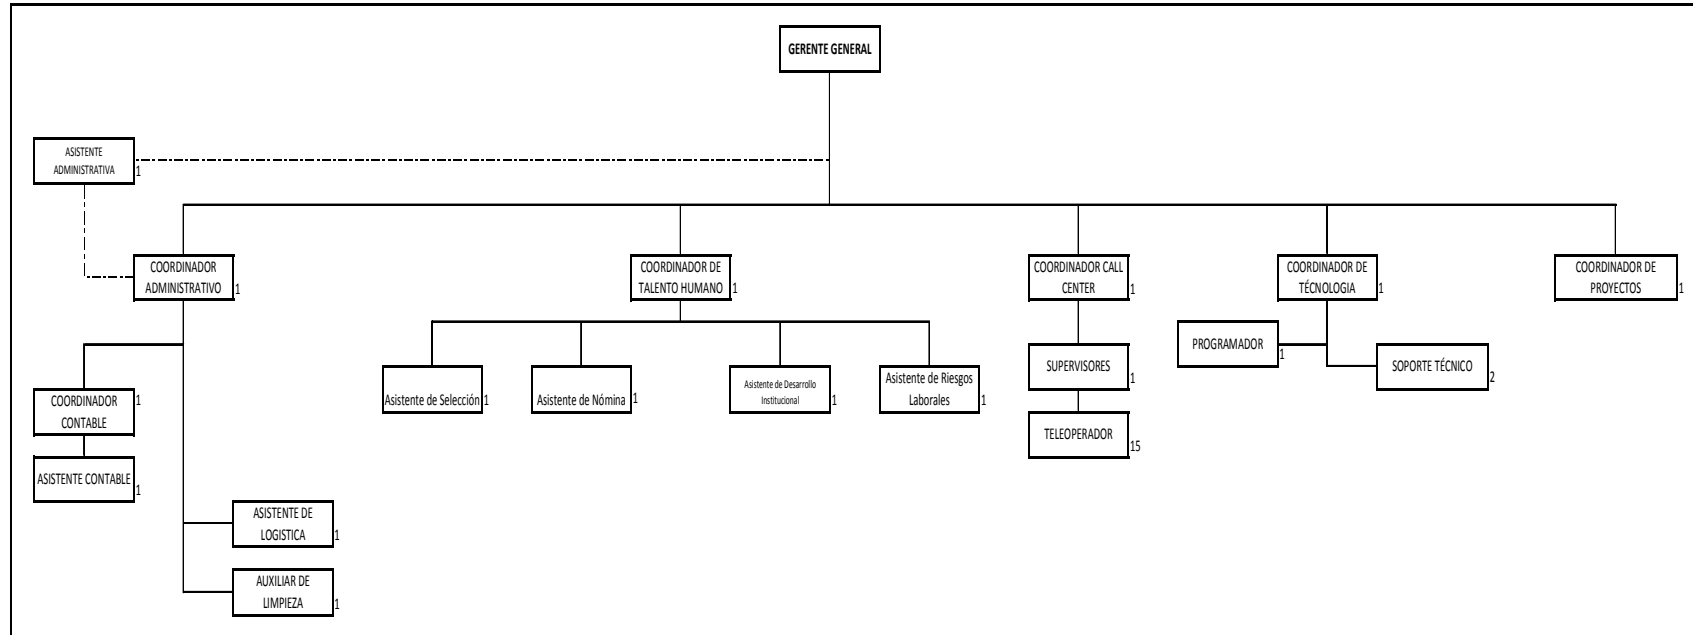 GERENTE GENERAL
ASISTENTE
ADMINISTRATIVA
1
COORDINADOR
ADMINISTRATIVO
1
COORDINADOR DE
TALENTO HUMANO
1
COORDINADOR CALL
CENTER
1
COORDINADOR DE
TÉCNOLOGIA
1
COORDINADOR DE
PROYECTOS
1
PROGRAMADOR
1
SUPERVISORES
1
SOPORTE TÉCNICO
2
COORDINADOR
CONTABLE
1
Asistente de Selección
1
Asistente de Nómina
1
Asistente de Desarrollo
Institucional
1
Asistente de Riesgos
Laborales
1
TELEOPERADOR
15
ASISTENTE CONTABLE
1
ASISTENTE DE
LOGISTICA
1
AUXILIAR DE
LIMPIEZA
1